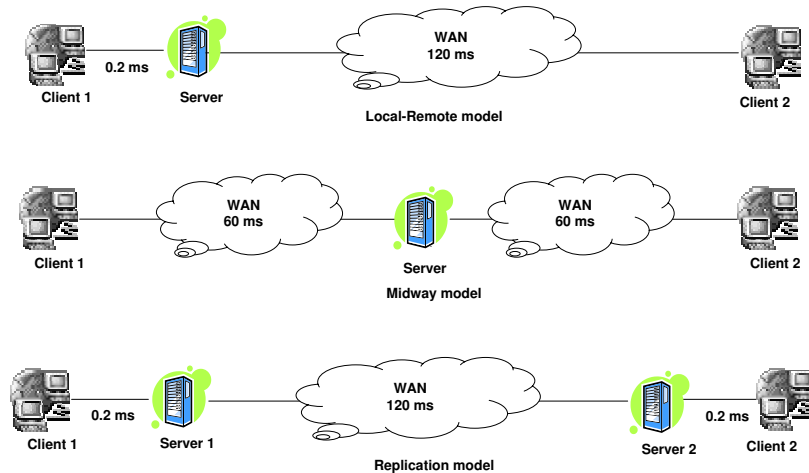 WAN
120 ms
0.2 ms
Client 1
Server
Client 2
Local-Remote model
WAN
60 ms
WAN
60 ms
Client 1
Server
Client 2
Midway model
WAN
120 ms
0.2 ms
0.2 ms
Client 1
Server 1
Server 2
Client 2
Replication model